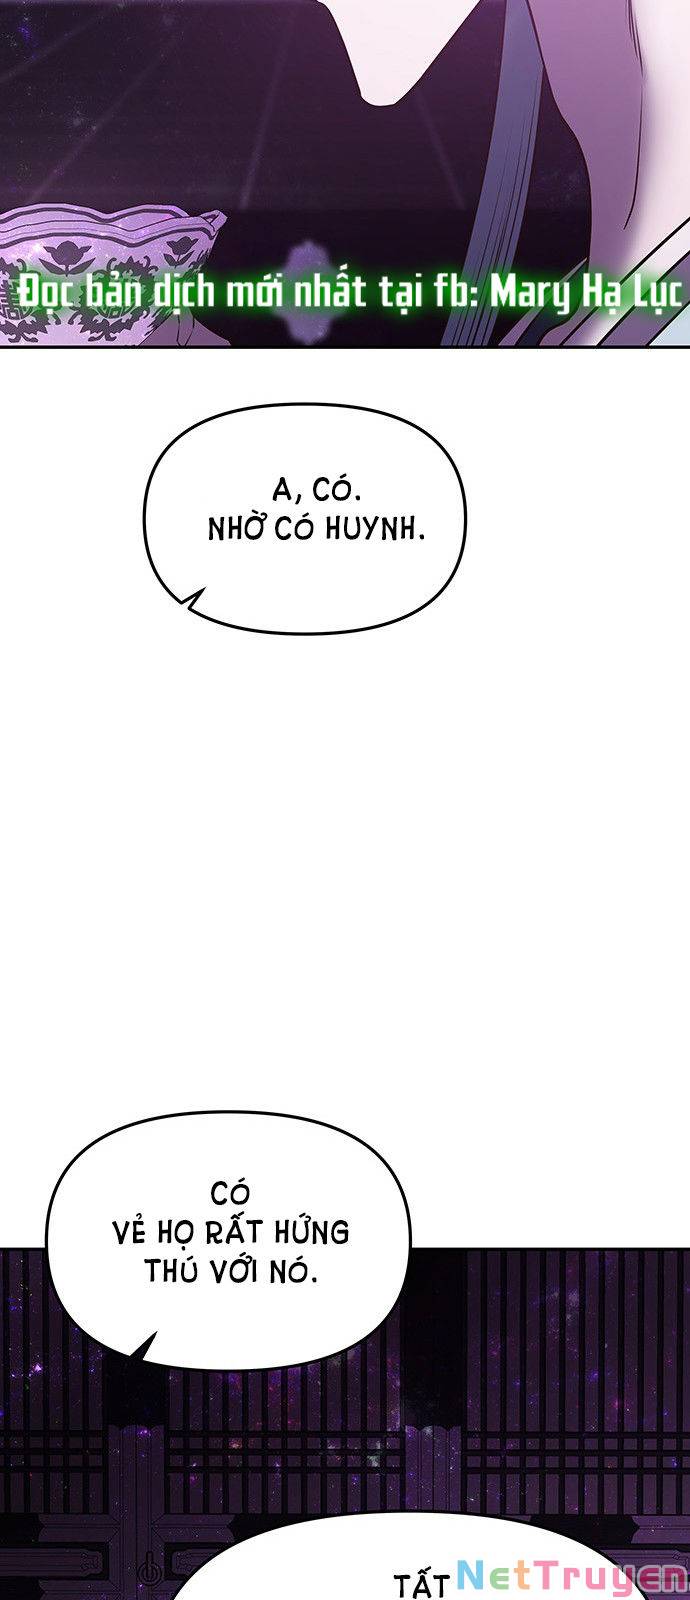 Đọc bản dịch mới nhất tại fb: Mary Hạ Lục
A, CÓ.
NHỜ CÓ HUYNH.
CÓ
VẺ HỌ RẤT HỨNG
THÚ VỚI NÓ.
TẤT
NetTruyen